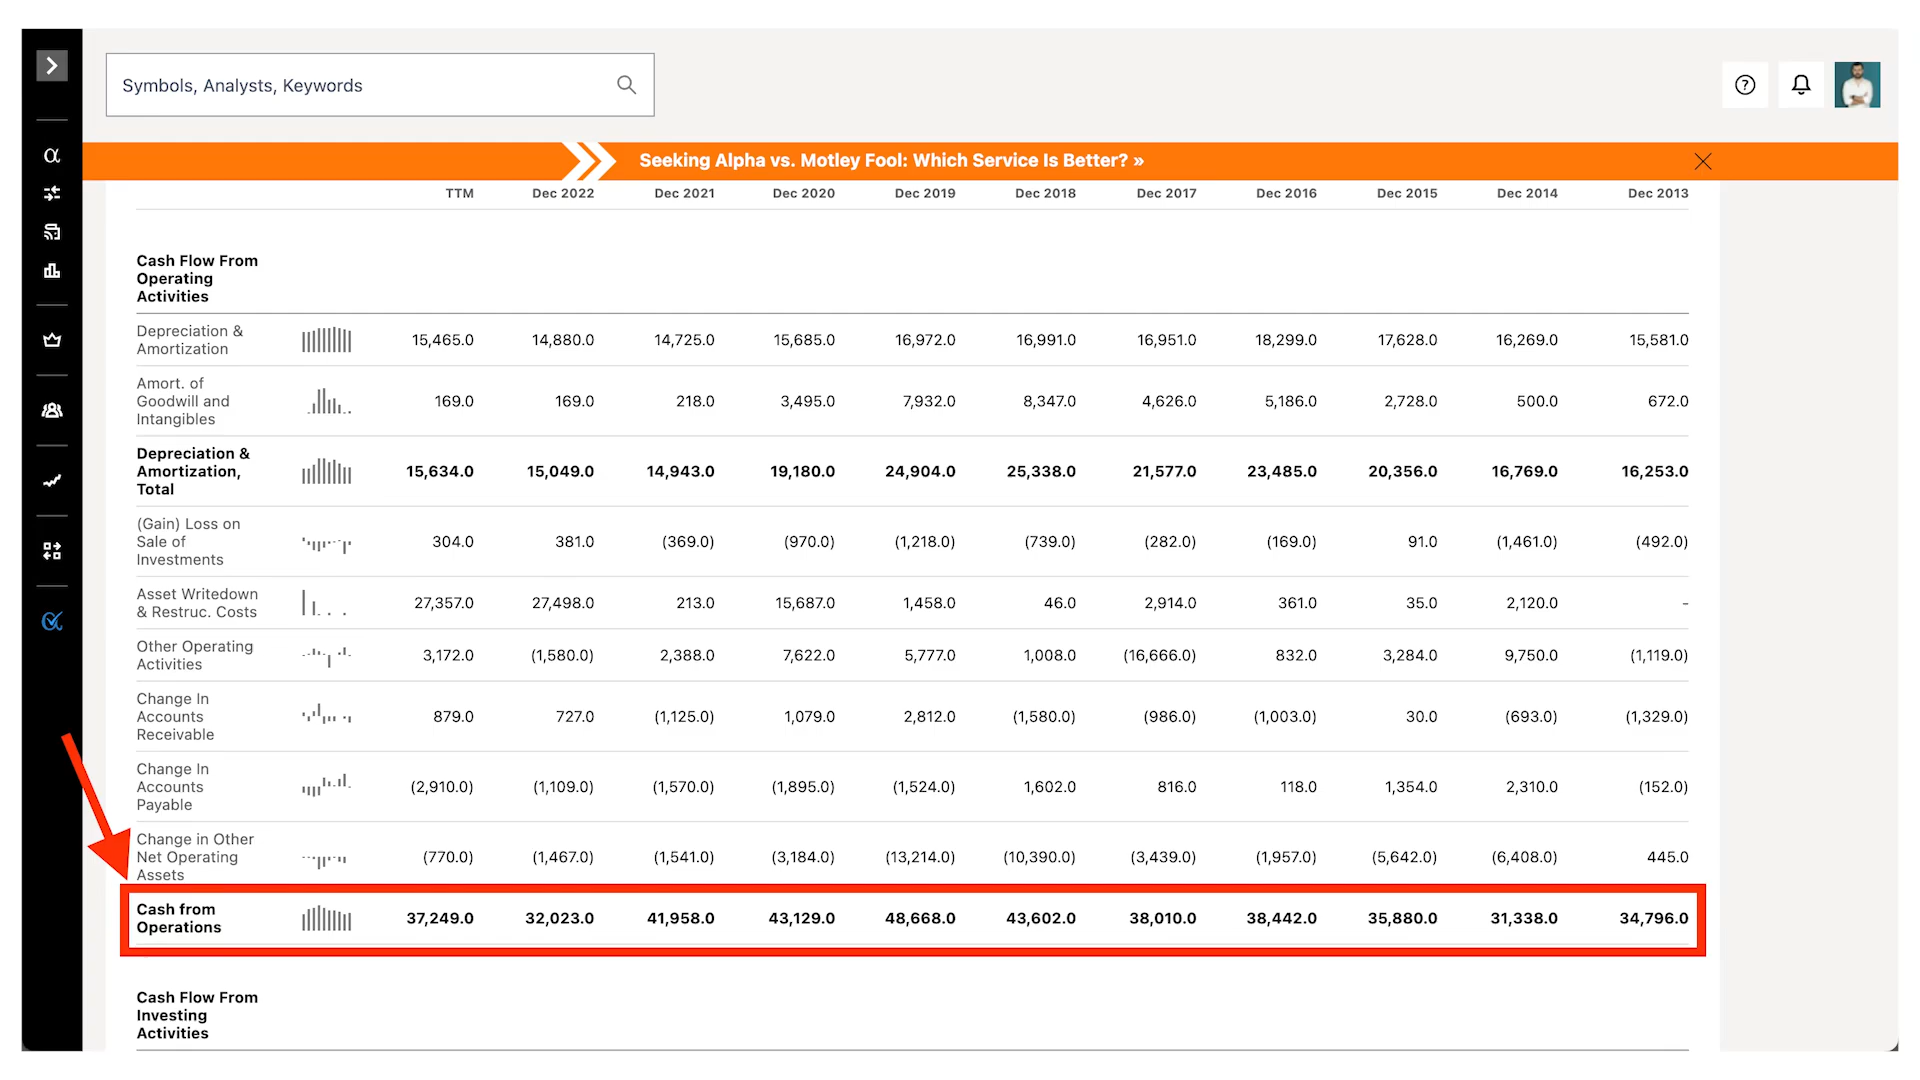 Symbols, Analysts, Keywords
Seeking Alpha vs. Motley Fool: Which Service Is Better? »
TTM Dec 2022 Dec 2021 Dec 2020 Dec 2019 Dec 2018 Dec 2017 Dec 2016 Dec 2015 Dec 2014 Dec 2013
Cash Flow From
Operating
Activities
Depreciation &
Amortization 15,465.0 14,880.0 14,725.0 15,685.0 16,972.0 16,991.0 16,951.0 18,299.0 17,628.0 16,269.0 15,581.0
Amort. of
Goodwill and 169.0 169.0 218.0 3,495.0 7,932.0 8,347.0 4,626.0 5,186.0 2,728.0 500.0 672.0
Intangibles
Depreciation &
Amortization, 15,634.0 15,049.0 14,943.0 19,180.0 24,904.0 25,338.0 21,577.0 23,485.0 20,356.0 16,769.0 16,253.0
Total
(Gain) Loss on
Sale of 304.0 381.0 (369.0) (970.0) (1,218.0) (739.0) (282.0) (169.0) 91.0 (1,461.0) (492.0)
Investments
Asset Writedown
& Restruc. Costs 27,357.0 27,498.0 213.0 15,687.0 1,458.0 46.0 2,914.0 361.0 35.0 2,120.0 -
Other Operating
Activities 3,172.0 (1,580.0) 2,388.0 7,622.0 5,777.0 1,008.0 (16,666.0) 832.0 3,284.0 9,750.0 (1,119.0)
Change In
Accounts 879.0 727.0 (1,125.0) 1,079.0 2,812.0 (1,580.0) (986.0) (1,003.0) 30.0 (693.0) (1,329.0)
Receivable
Change In
Accounts (2,910.0) (1,109.0) (1,570.0) (1,895.0) (1,524.0) 1,602.0 816.0 118.0 1,354.0 2,310.0 (152.0)
Payable
Change in Other
Net Operating (770.0) (1,467.0) (1,541.0) (3,184.0) (13,214.0) (10,390.0) (3,439.0) (1,957.0) (5,642.0) (6,408.0) 445.0
Assets
Cash from
Operations 37,249.0 32,023.0 41,958.0 43,129.0 48,668.0 43,602.0 38,010.0 38,442.0 35,880.0 31,338.0 34,796.0
Cash Flow From
Investing
Activities